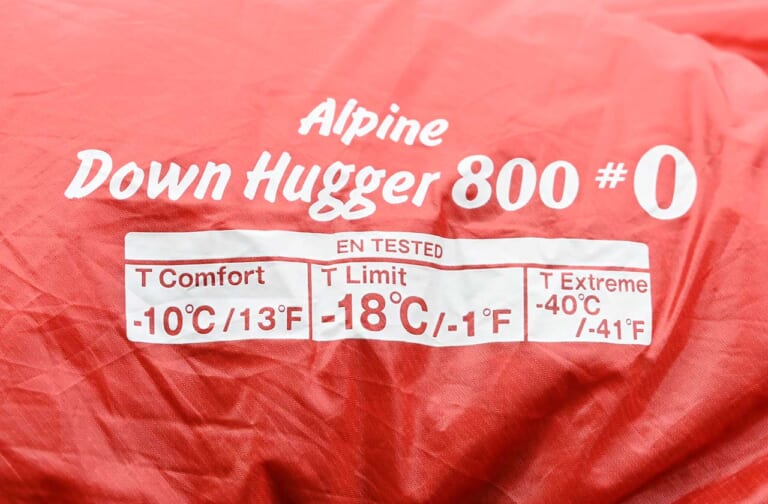 Alpine
Down Hugger 800 #0
EN TESTED
T Comfort T Limit T Extreme
-10°C/13°F -18°C/-1°F -40°C
/-41°F